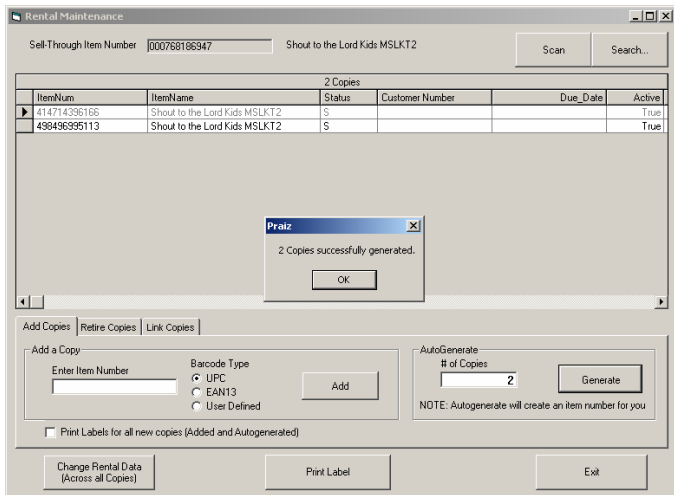 Rental Maintenance
Sell-Through Item Number 000768186947 Shout to the Lord Kids MSLKT2 Scan Search...
2 Copies
ItemNum ItemName Status Customer Number Due_Date Active
414714396166 Shout to the Lord Kids MSLKT2 S True
498496995113 Shout to the Lord Kids MSLKT2 S True
Praiz
2 Copies successfully generated.
OK
Add Copies Retire Copies Link Copies
Add a Copy
Enter Item Number
Barcode Type
UPC
EAN13
User Defined
Add
AutoGenerate
# of Copies
2
Generate
NOTE: Autogenerate will create an item number for you
Print Labels for all new copies (Added and Autogenerated)
Change Rental Data
(Across all Copies)
Print Label
Exit